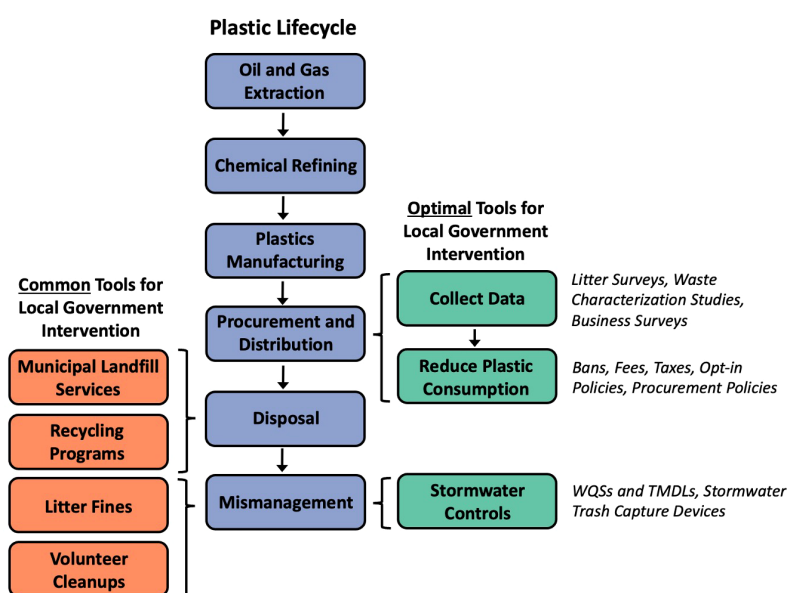 Plastic Lifecycle
Oil and Gas
Extraction
Chemical Refining
Plastics
Manufacturing
Procurement and
Distribution
Disposal
Mismanagement
Common Tools for
Local Government
Intervention
Municipal Landfill
Services
Recycling
Programs
Litter Fines
Volunteer
Cleanups
Optimal Tools for
Local Government
Intervention
Collect Data
Litter Surveys, Waste
Characterization Studies,
Business Surveys
Reduce Plastic
Consumption
Bans, Fees, Taxes, Opt-in
Policies, Procurement Policies
Stormwater
Controls
WQSs and TMDLs, Stormwater
Trash Capture Devices